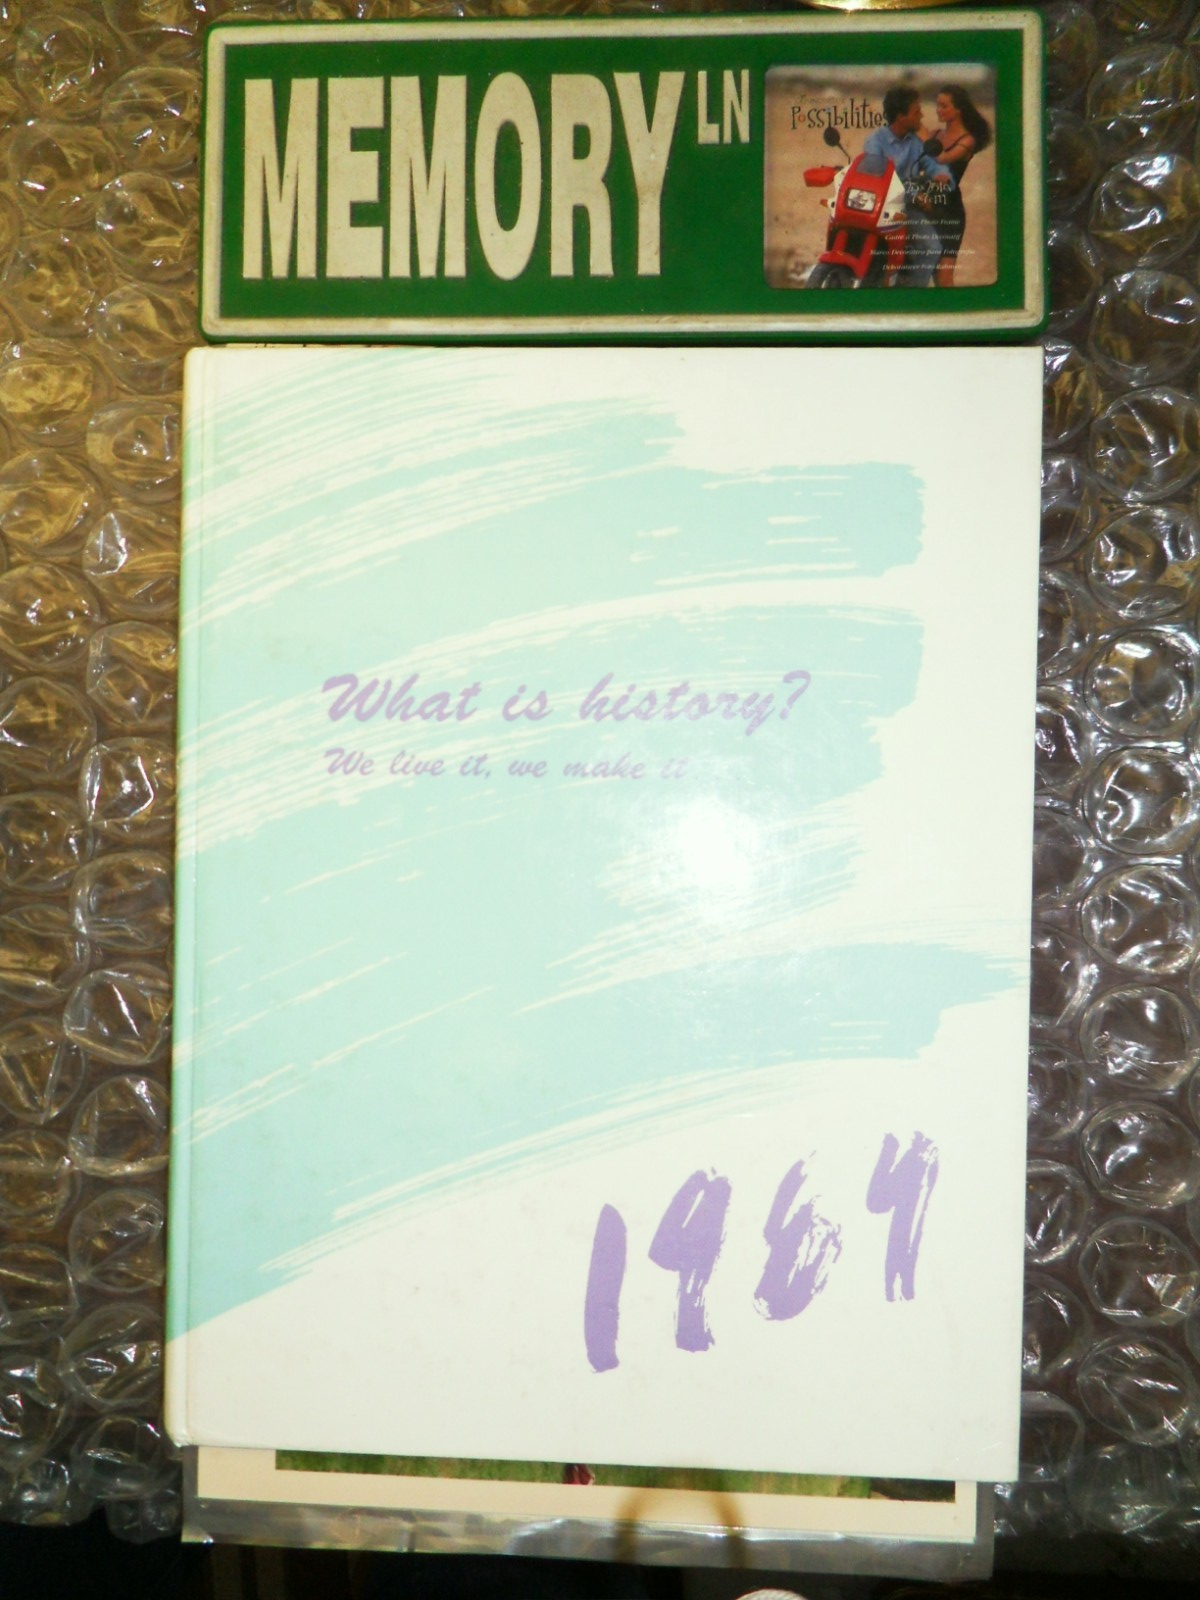 MEMORY LN
Possibilities
What is history?
We live it, we make it
1989